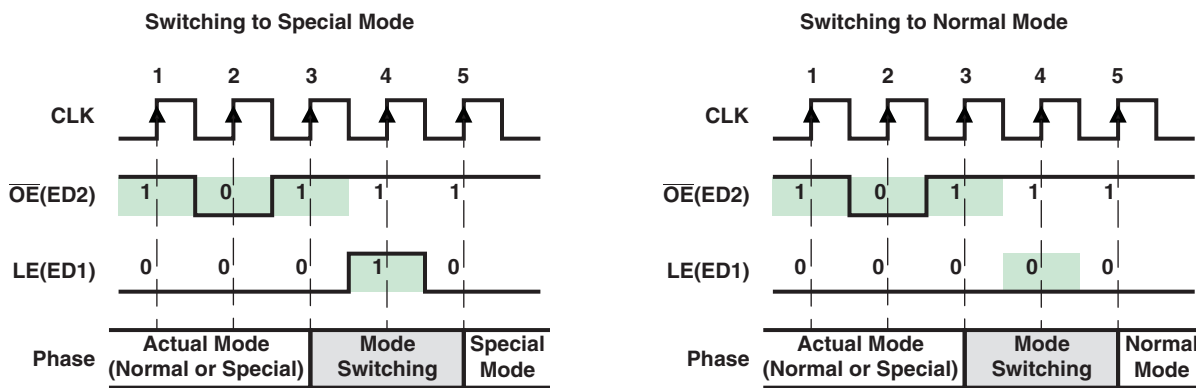 Switching to Special Mode
1 2 3 4 5
CLK
OE(ED2) 1 0 1 1 1
LE(ED1) 0 0 0 1 0
Phase
Actual Mode
(Normal or Special)
Mode
Switching
Special
Mode
Switching to Normal Mode
1 2 3 4 5
CLK
OE(ED2) 1 0 1 1 1
LE(ED1) 0 0 0 0 0
Phase
Actual Mode
(Normal or Special)
Mode
Switching
Normal
Mode